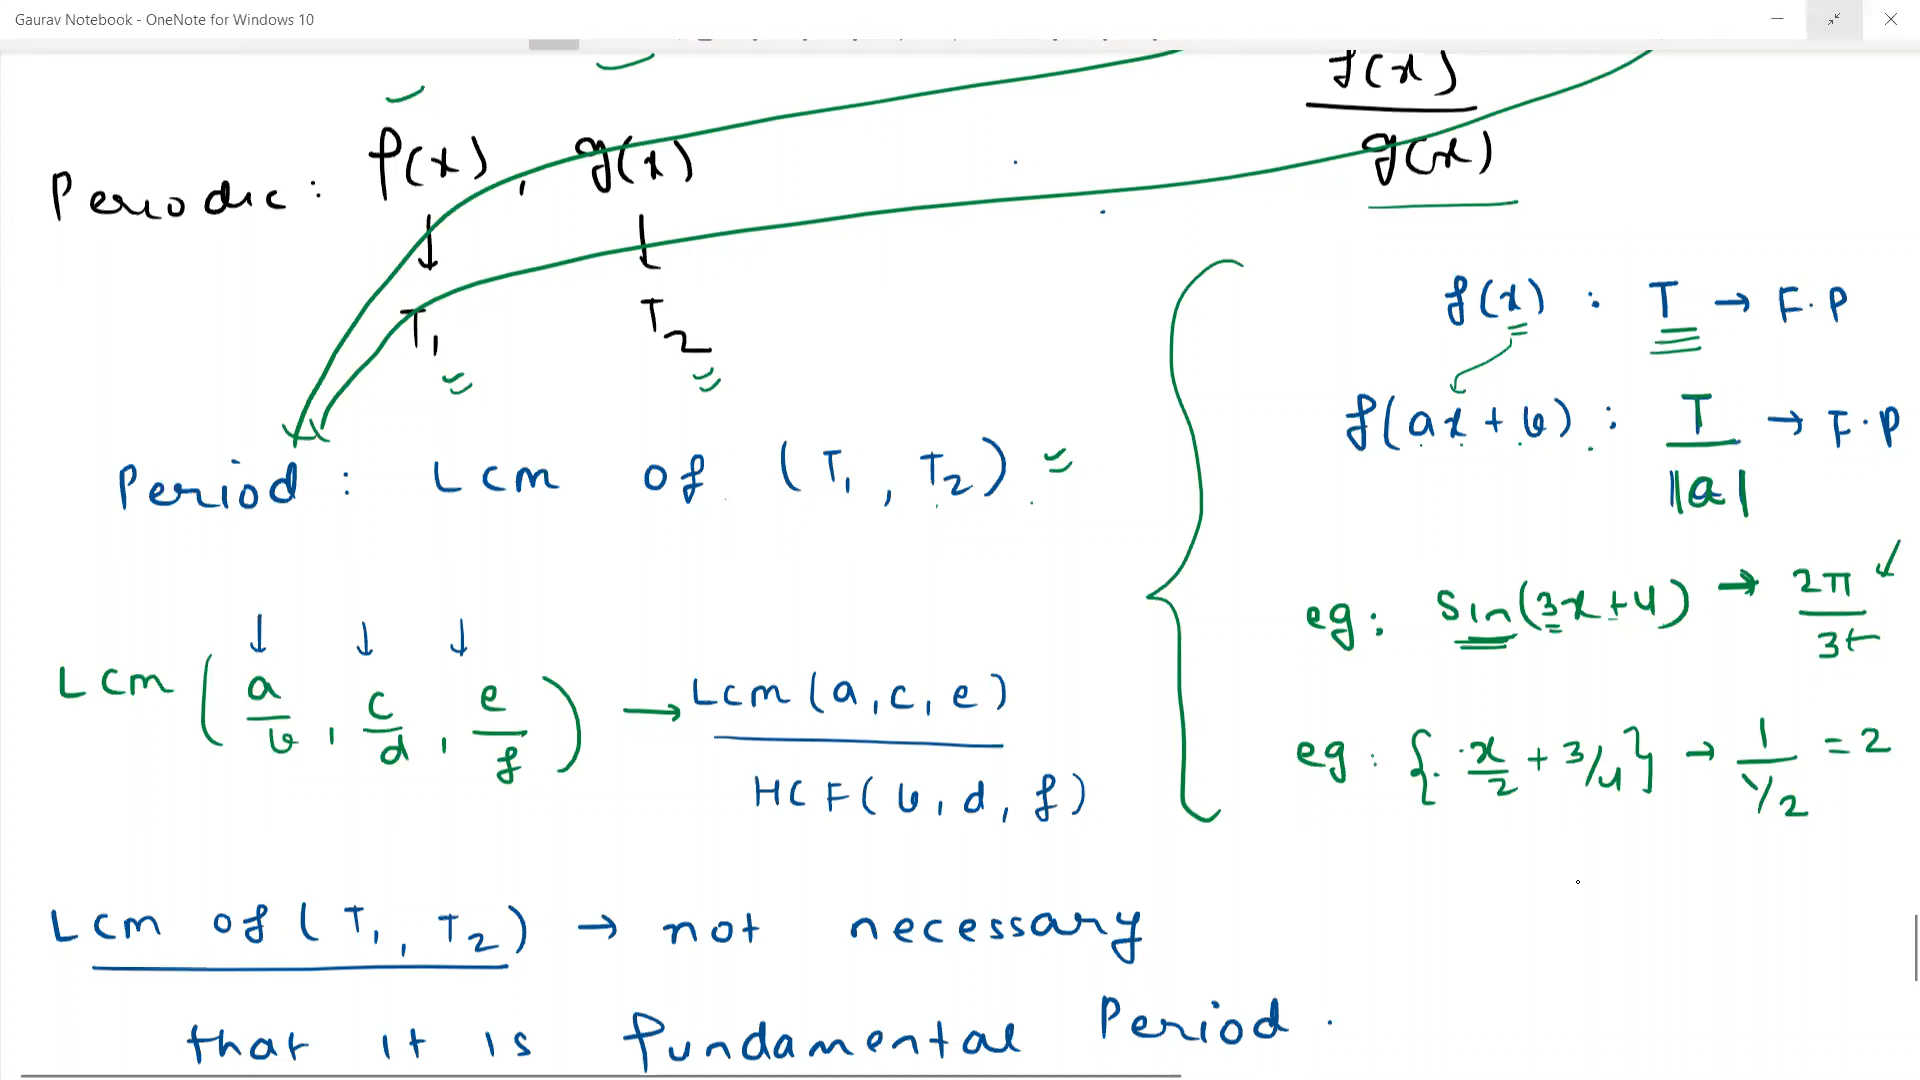 Gaurav Notebook - OneNote for Windows 10
f(x)
g(x)
Periodic : f(x), g(x)
T1 T2
Period : Lcm of (T1, T2)
f(x) : T → F.P
f(ax+b) : T/|a| → F.P
eg: Sin(3x+4) → 2π/3
eg: {x/2 + 3/4} → 1/1/2 = 2
Lcm (a/b, c/d, e/f) → Lcm(a, c, e)
HCF(b, d, f)
Lcm of (T1, T2) → not necessary
that it is fundamental Period.